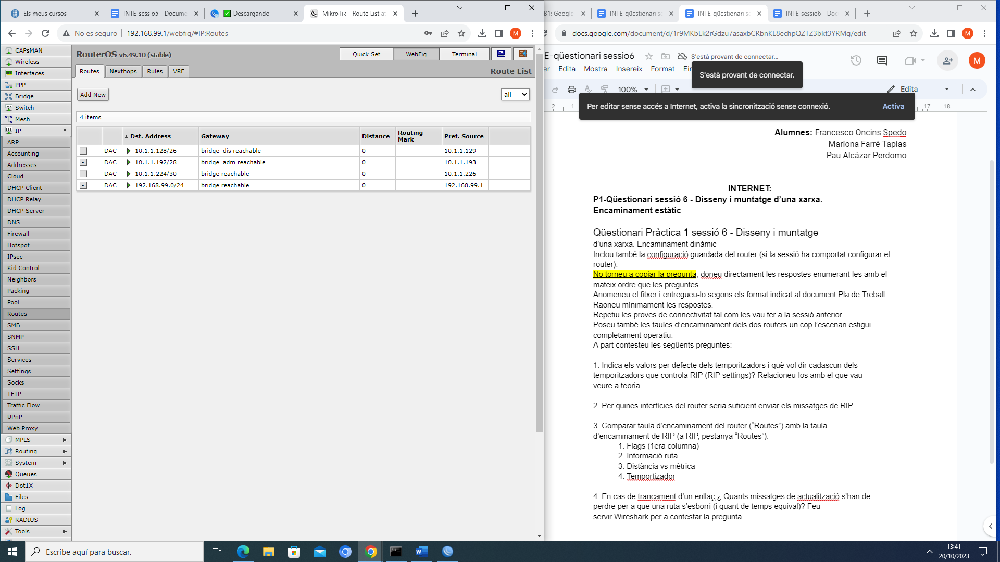 Els meus cursos
INTE-sessio5 - Docume
✅ Descargando
MikroTik - Route List at
No es seguro
192.168.99.1/webfig/#IP:Routes
CAPsMAN
Wireless
Interfaces
PPP
Bridge
Switch
Mesh
IP
ARP
Accounting
Addresses
Cloud
DHCP Client
DHCP Relay
DHCP Server
DNS
Firewall
Hotspot
IPsec
Kid Control
Neighbors
Packing
Pool
Routes
SMB
SNMP
SSH
Services
Settings
Socks
TFTP
Traffic Flow
UPnP
Web Proxy
MPLS
Routing
System
Queues
Dot1X
Files
Log
RADIUS
Tools
RouterOS v6.49.10 (stable)
Quick Set WebFig Terminal
Routes Nexthops Rules VRF
Route List
Add New
all
4 items
▲ Dst. Address Gateway Distance Routing Mark Pref. Source
- DAC 10.1.1.128/26 bridge_dis reachable 0 10.1.1.129
- DAC 10.1.1.192/28 bridge_adm reachable 0 10.1.1.193
- DAC 10.1.1.224/30 bridge reachable 0 10.1.1.226
- DAC 192.168.99.0/24 bridge reachable 0 192.168.99.1
B1: Google
INTE-qüestionari se
INTE-qüestionari se
INTE-sessio6 - Doc
docs.google.com/document/d/1r9MKbEk2rGdzu7asaxbCRbnKE8echpQZTZ3bkt3YRMg/edit
E-qüestionari sessio6
S'està provant de connectar...
er Edita Mostra Insereix Format Ein
S'està provant de connectar.
M
100%
Edita
Per editar sense accés a Internet, activa la sincronització sense connexió.
Activa
2 1 17 18
Alumnes: Francesco Oncins Spedo
Mariona Farré Tapias
Pau Alcázar Perdomo
INTERNET:
P1-Qüestionari sessió 6 - Disseny i muntatge d'una xarxa.
Encaminament estàtic
Qüestionari Pràctica 1 sessió 6 - Disseny i muntatge
d'una xarxa. Encaminament dinàmic
Inclou també la configuració guardada del router (si la sessió ha comportat configurar el
router).
No torneu a copiar la pregunta, doneu directament les respostes enumerant-les amb el
mateix ordre que les preguntes.
Anomeneu el fitxer i entregueu-lo segons els format indicat al document Pla de Treball.
Raoneu mínimament les respostes.
Repetiu les proves de connectivitat tal com les vau fer a la sessió anterior.
Poseu també les taules d'encaminament dels dos routers un cop l'escenari estigui
completament operatiu.
A part contesteu les següents preguntes:
1. Indica els valors per defecte dels temporitzadors i què vol dir cadascun dels
temporitzadors que controla RIP (RIP settings)? Relacioneu-los amb el que vau
veure a teoria.
2. Per quines interfícies del router seria suficient enviar els missatges de RIP.
3. Comparar taula d'encaminament del router (“Routes”) amb la taula
d'encaminament de RIP (a RIP, pestanya “Routes”):
1. Flags (1era columna)
2. Informació ruta
3. Distància vs mètrica
4. Temportizador
4. En cas de trancament d'un enllaç,¿ Quants missatges de actualització s'han de
perdre per a que una ruta s'esborri (i quant de temps equival)? Feu
servir Wireshark per a contestar la pregunta
Escribe aquí para buscar.
13:41
20/10/2023